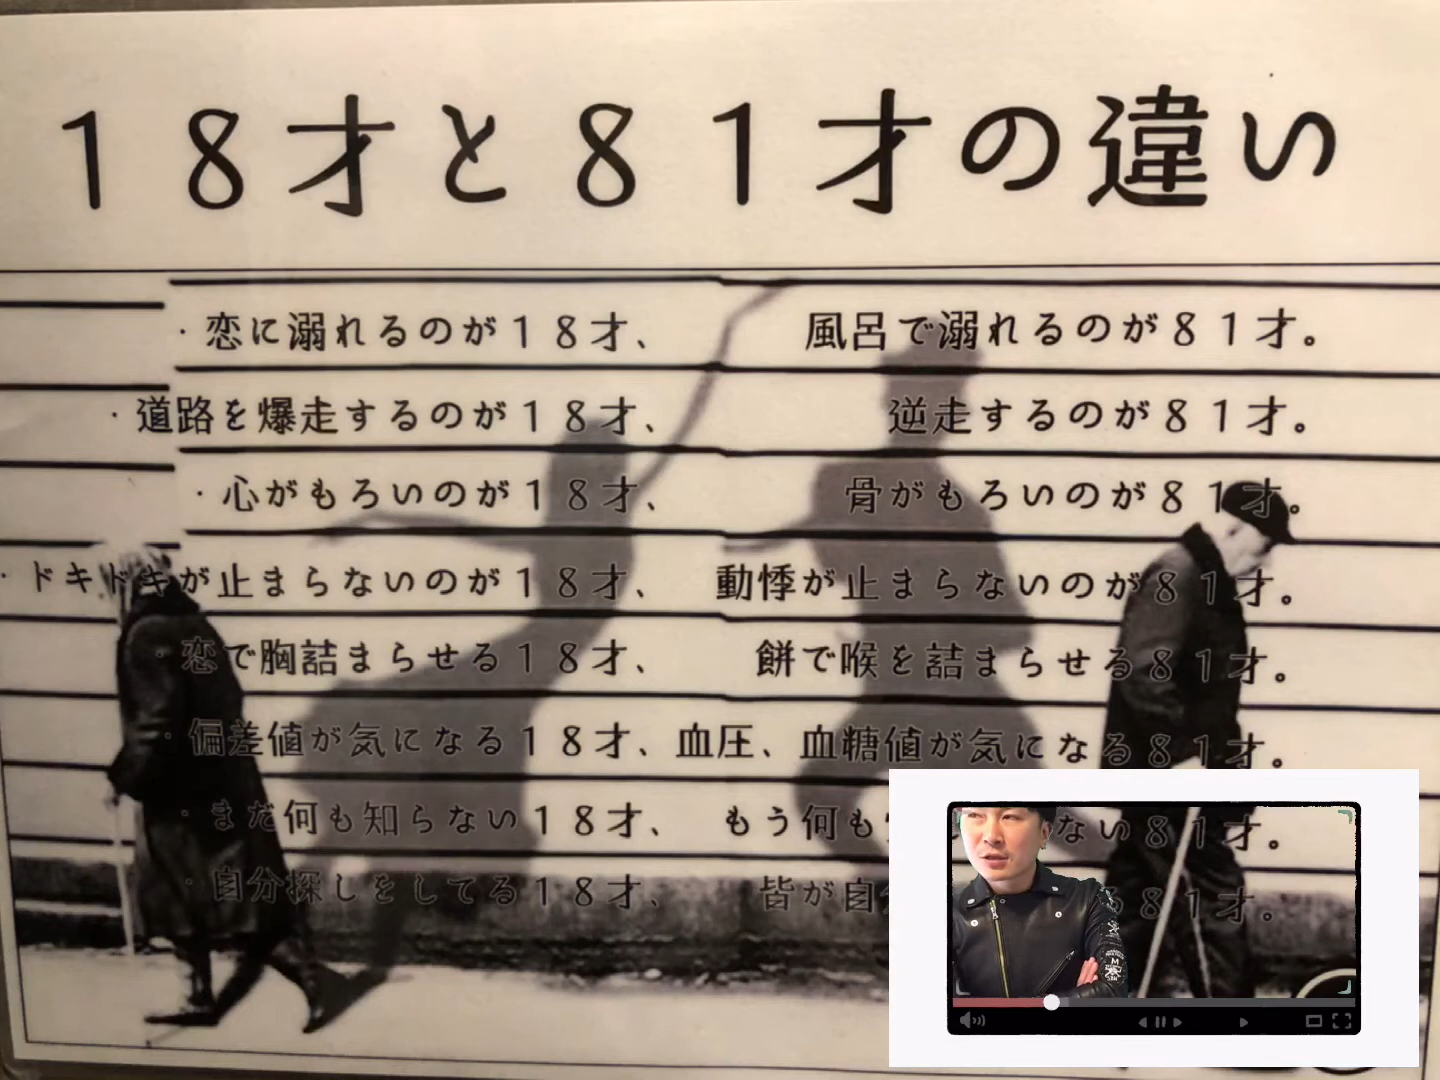 18才と81才の違い
・恋に溺れるのが18才、 風呂で溺れるのが81才。
・道路を爆走するのが18才、 逆走するのが81才。
・心がもろいのが18才、 骨がもろいのが81才。
・ドキドキが止まらないのが18才、 動悸が止まらないのが81才。
・恋で胸詰まらせる18才、 餅で喉を詰まらせる81才。
・偏差値が気になる18才、血圧、血糖値が気になる81才。
・まだ何も知らない18才、 もう何も ない81才。
・自分探しをしてる18才、 皆が自 81才。